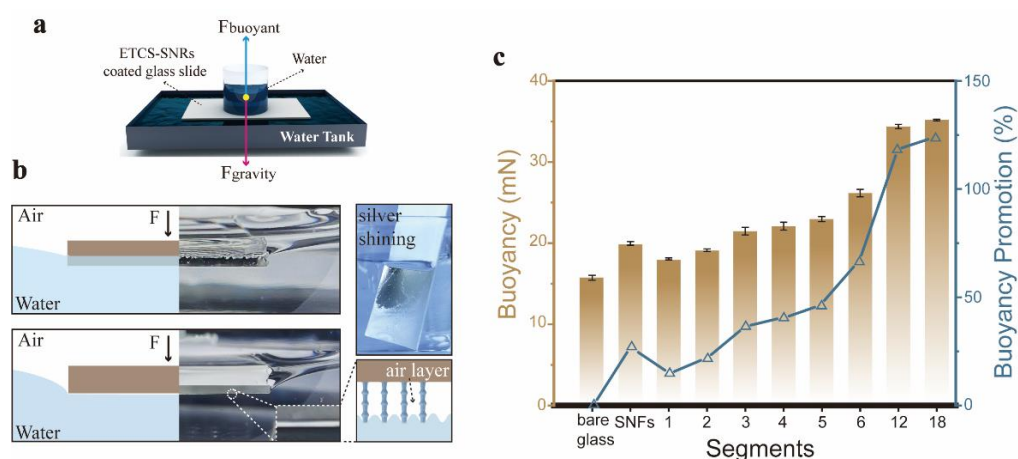 a
Fbuoyant
ETCS-SNRs
coated glass slide
Water
Water Tank
Fgravity
b
Air
F
Water
silver
shining
Air
F
Water
air layer
c
Buoyancy (mN)
40
30
20
10
0
150
100
50
0
Buoyancy Promotion (%)
bare
glass
SNFs 1 2 3 4 5 6 12 18
Segments